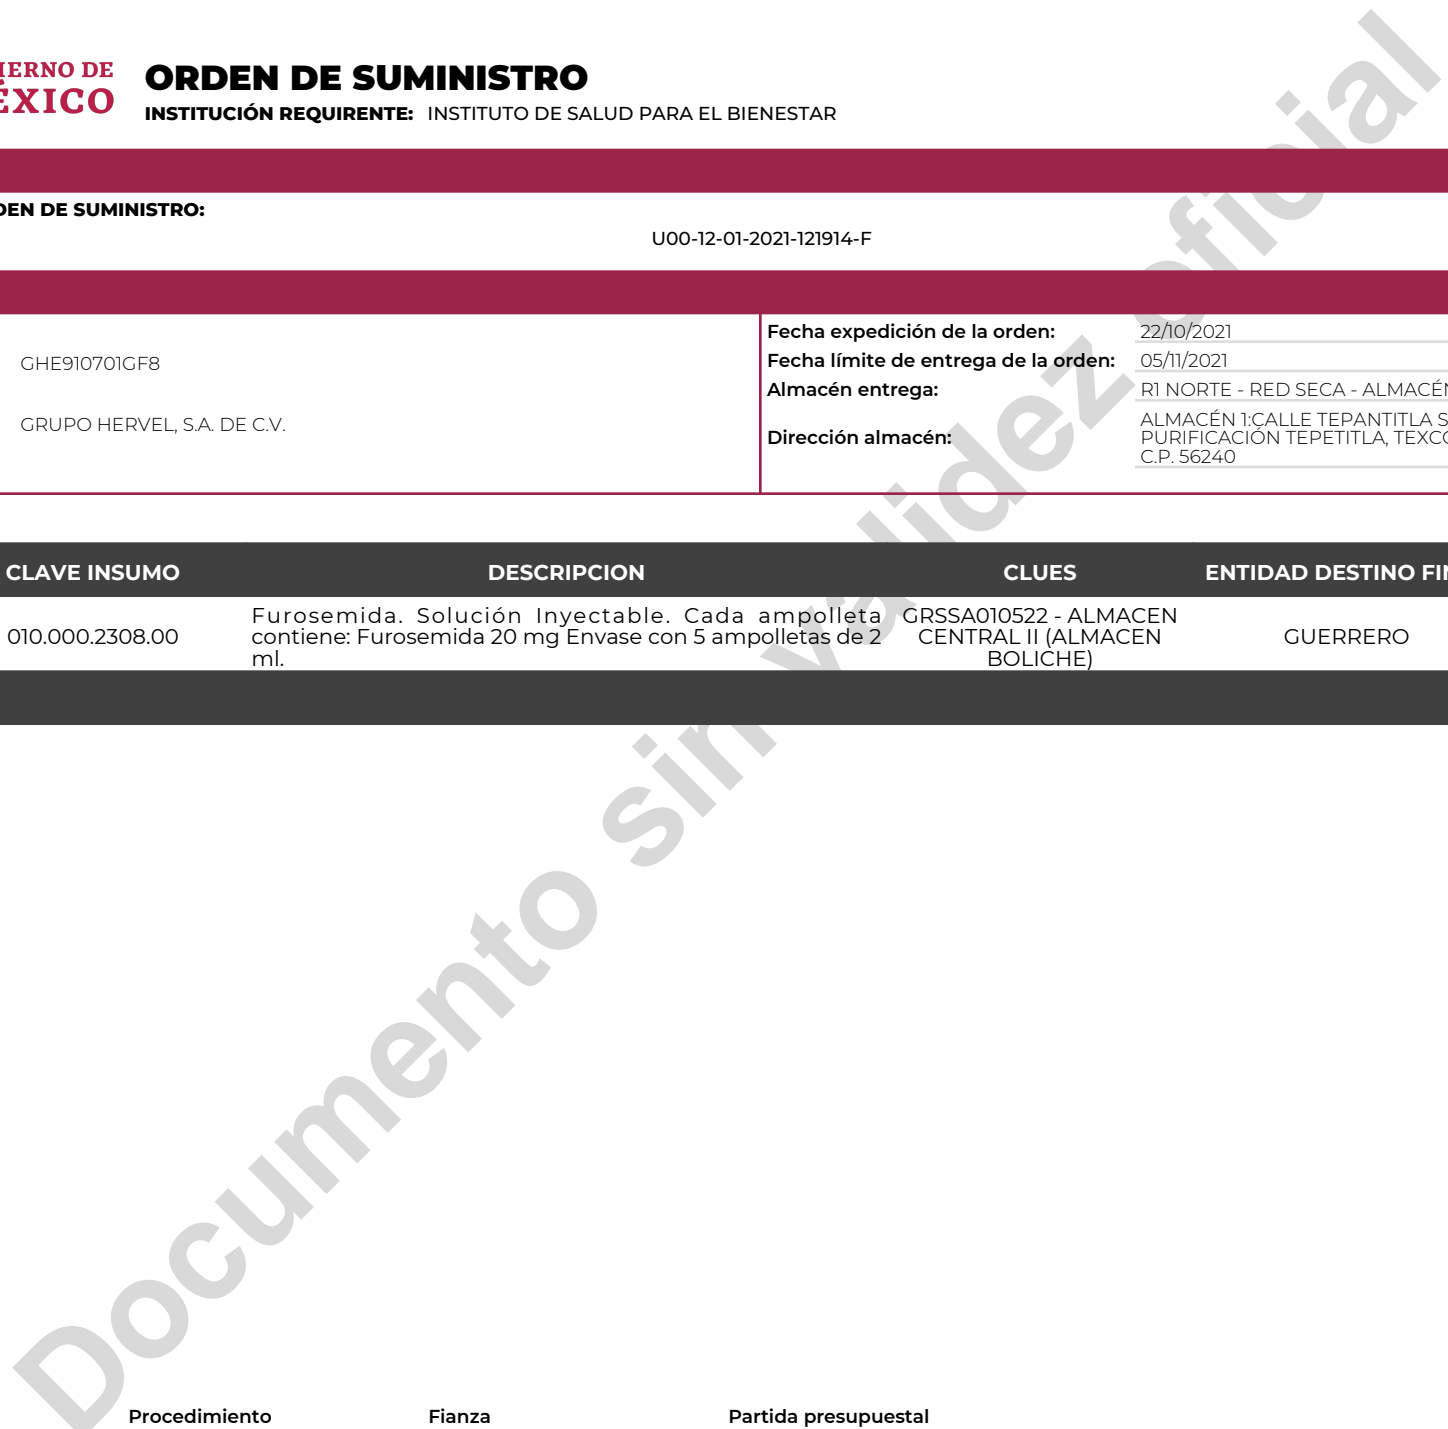 IERNO DE
ÉXICO
ORDEN DE SUMINISTRO
INSTITUCIÓN REQUIRENTE: INSTITUTO DE SALUD PARA EL BIENESTAR
DEN DE SUMINISTRO:
U00-12-01-2021-121914-F
GHE910701GF8
GRUPO HERVEL, S.A. DE C.V.
Fecha expedición de la orden: 22/10/2021
Fecha límite de entrega de la orden: 05/11/2021
Almacén entrega: R1 NORTE - RED SECA - ALMACÉN
Dirección almacén: ALMACÉN 1:CALLE TEPANTITLA S
PURIFICACIÓN TEPETITLA, TEXCO
C.P. 56240
CLAVE INSUMO DESCRIPCION CLUES ENTIDAD DESTINO FIN
010.000.2308.00
Furosemida. Solución Inyectable. Cada ampolleta
contiene: Furosemida 20 mg Envase con 5 ampolletas de 2
ml.
GRSSA010522 - ALMACEN
CENTRAL II (ALMACEN
BOLICHE)
GUERRERO
Documento sin validez oficial
Procedimiento Fianza Partida presupuestal